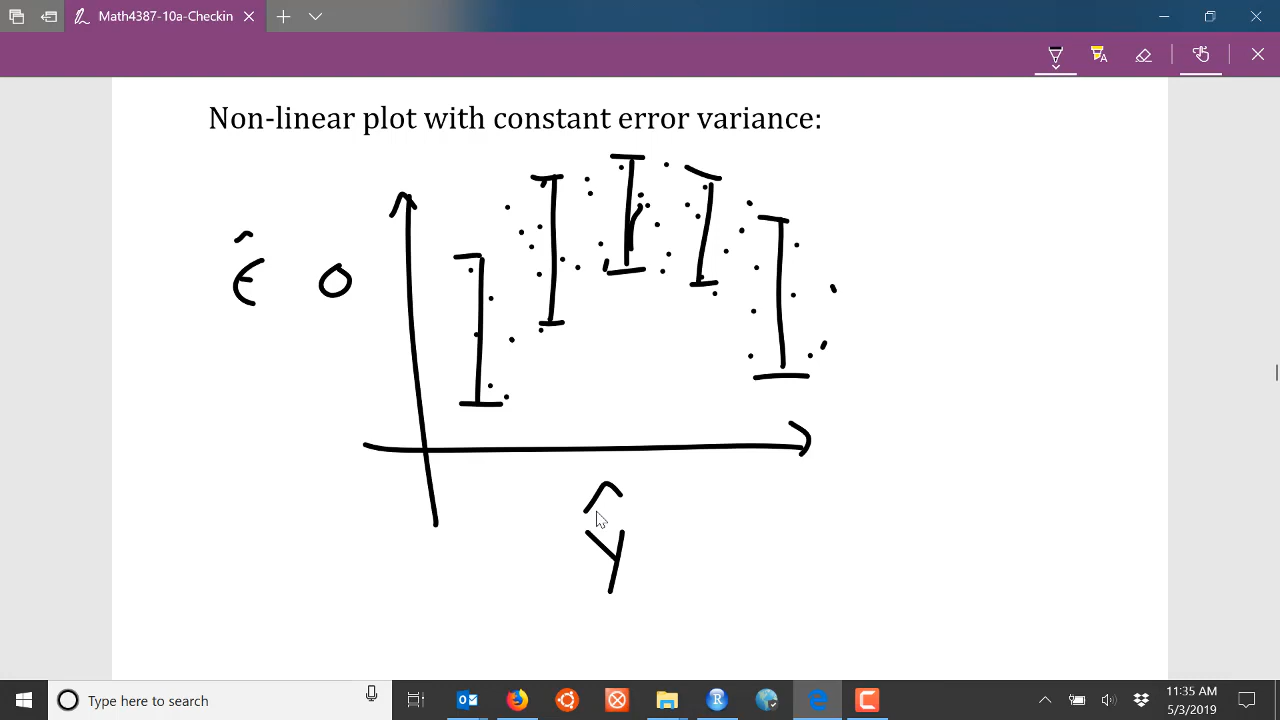 Math4387-10a-Checkin
Non-linear plot with constant error variance:
ε̂ 0
ŷ
Type here to search
11:35 AM
5/3/2019